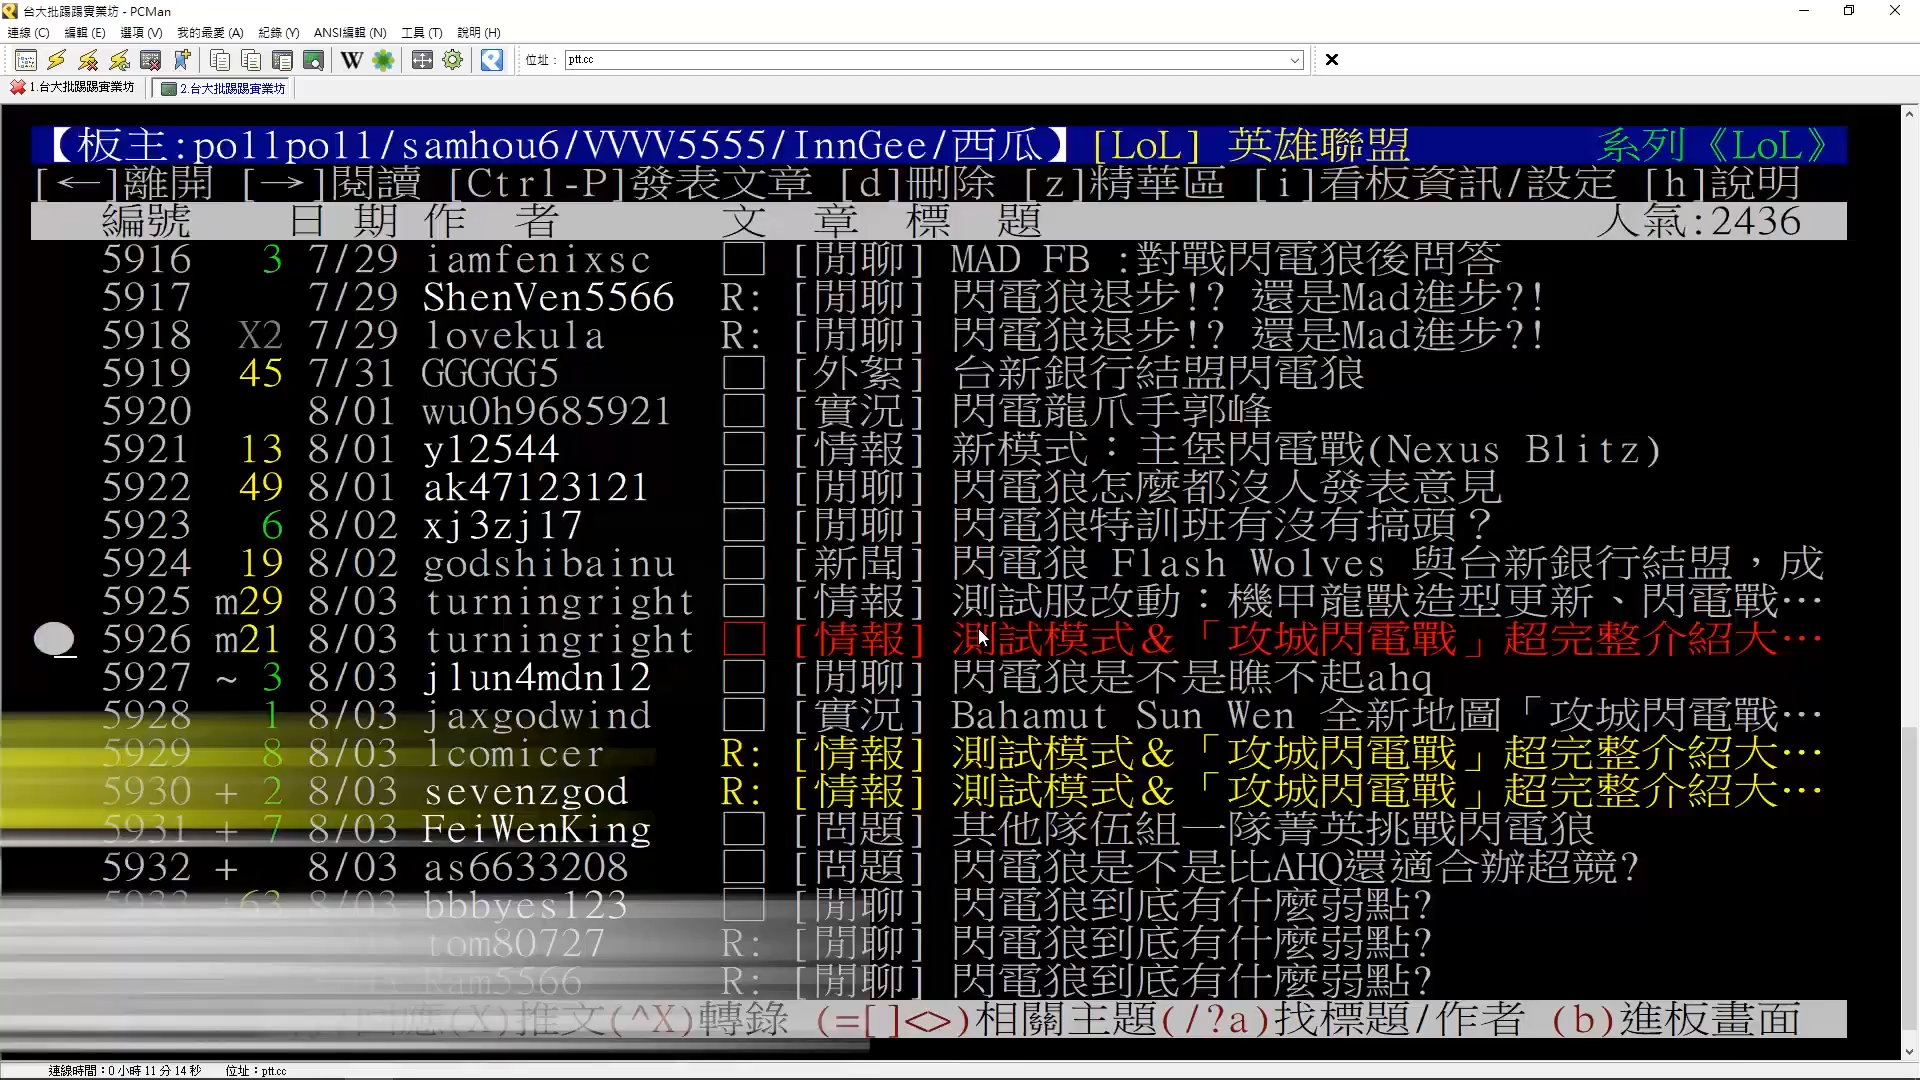 台大批踢踢實業坊 - PCMan
連線 (C) 編輯 (E) 選項 (V) 我的最愛 (A) 紀錄 (Y) ANSI編輯 (N) 工具 (T) 說明 (H)
位址： ptt.cc
1.台大批踢踢實業坊 2.台大批踢踢實業坊
【板主:po11po11/samhou6/VVVV5555/InnGee/西瓜】 [LoL] 英雄聯盟 系列《LoL》
[←]離開 [→]閱讀 [Ctrl-P]發表文章 [d]刪除 [z]精華區 [i]看板資訊/設定 [h]說明
編號 日 期 作 者 文 章 標 題 人氣:2436
5916 3 7/29 iamfenixsc □ [閒聊] MAD FB :對戰閃電狼後問答
5917 7/29 ShenVen5566 R: [閒聊] 閃電狼退步!? 還是Mad進步?!
5918 X2 7/29 lovekula R: [閒聊] 閃電狼退步!? 還是Mad進步?!
5919 45 7/31 GGGGG5 □ [外絮] 台新銀行結盟閃電狼
5920 8/01 wu0h9685921 □ [實況] 閃電龍爪手郭峰
5921 13 8/01 y12544 □ [情報] 新模式：主堡閃電戰(Nexus Blitz)
5922 49 8/01 ak47123121 □ [閒聊] 閃電狼怎麼都沒人發表意見
5923 6 8/02 xj3zj17 □ [閒聊] 閃電狼特訓班有沒有搞頭？
5924 19 8/02 godshibainu □ [新聞] 閃電狼 Flash Wolves 與台新銀行結盟，成
5925 m29 8/03 turningright □ [情報] 測試服改動：機甲龍獸造型更新、閃電戰…
5926 m21 8/03 turningright □ [情報] 測試模式＆「攻城閃電戰」超完整介紹大…
5927 ~ 3 8/03 jlun4mdn12 □ [閒聊] 閃電狼是不是瞧不起ahq
5928 1 8/03 jaxgodwind □ [實況] Bahamut Sun Wen 全新地圖「攻城閃電戰…
5929 8 8/03 lcomicer R: [情報] 測試模式＆「攻城閃電戰」超完整介紹大…
5930 + 2 8/03 sevenzgod R: [情報] 測試模式＆「攻城閃電戰」超完整介紹大…
5931 + 7 8/03 FeiWenKing □ [問題] 其他隊伍組一隊菁英挑戰閃電狼
5932 + 8/03 as6633208 □ [問題] 閃電狼是不是比AHQ還適合辦超競?
5933 +63 8/03 bbbyes123 □ [閒聊] 閃電狼到底有什麼弱點?
tom80727 R: [閒聊] 閃電狼到底有什麼弱點?
Ram5566 R: [閒聊] 閃電狼到底有什麼弱點?
回應(X)推文(^X)轉錄 (=[]<>)相關主題(/?a)找標題/作者 (b)進板畫面
連線時間：0 小時 11 分 14 秒 位址：ptt.cc